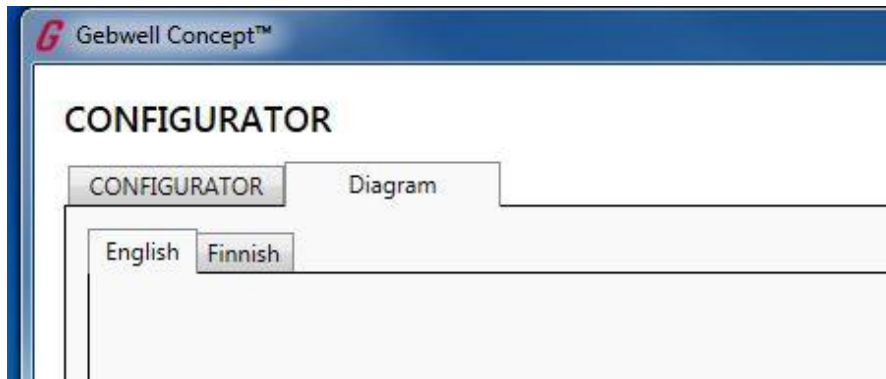 G Gebwell Concept™
CONFIGURATOR
CONFIGURATOR Diagram
English Finnish